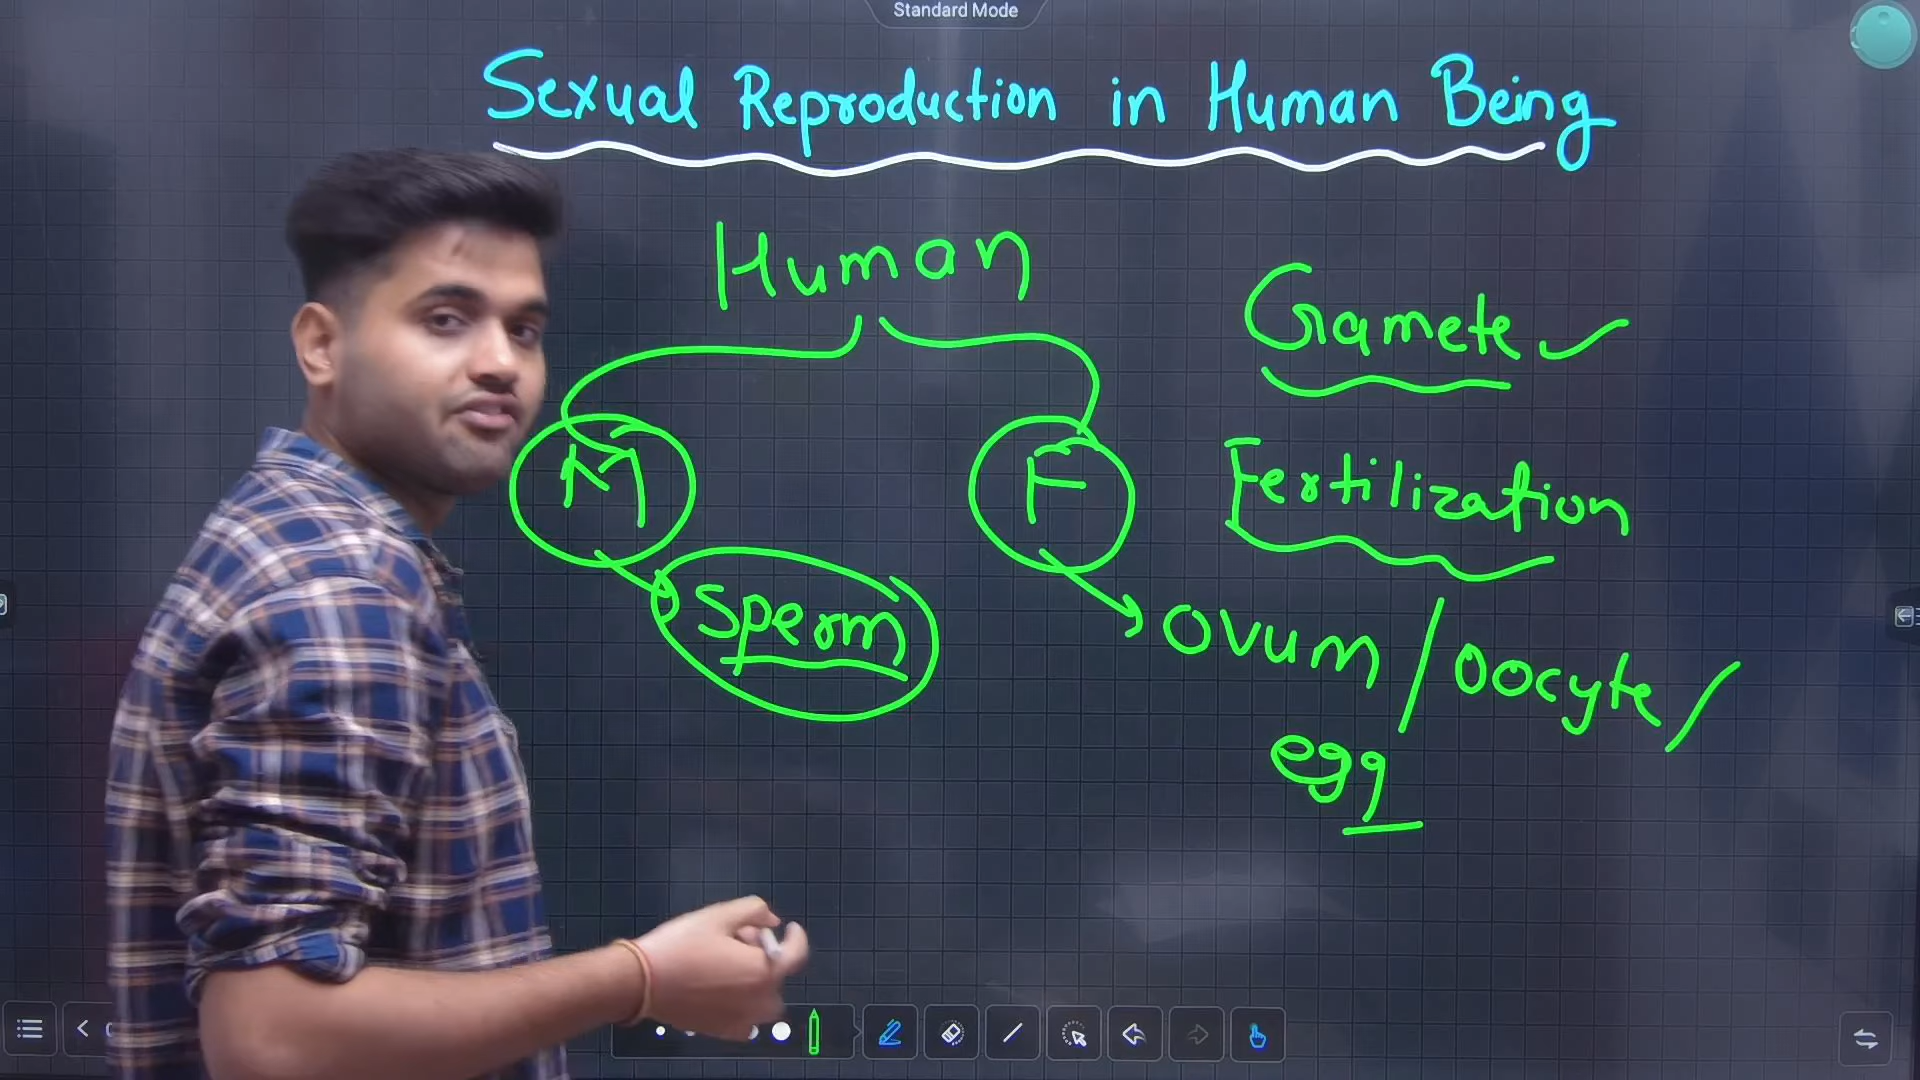 Standard Mode
Sexual Reproduction in Human Being
Human
Gamete
M
F
Fertilization
Sperm
Ovum / Oocyte /
egg